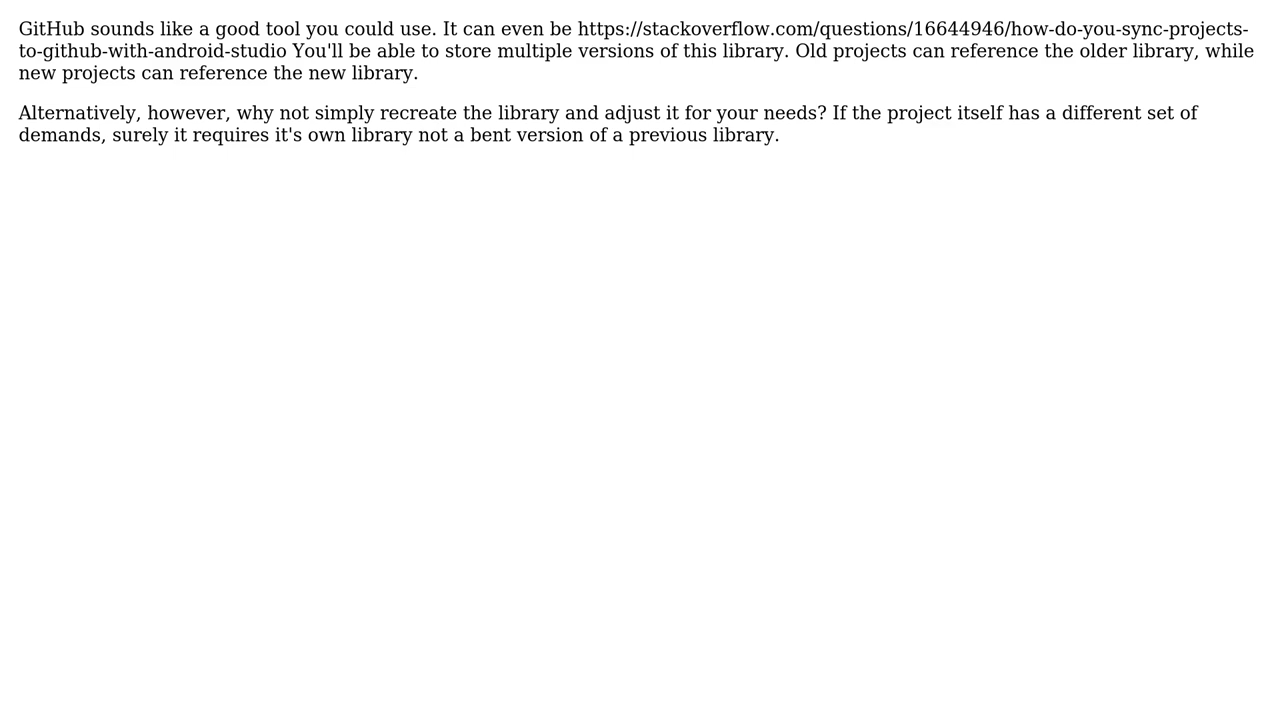 GitHub sounds like a good tool you could use. It can even be https://stackoverflow.com/questions/16644946/how-do-you-sync-projects-
to-github-with-android-studio You'll be able to store multiple versions of this library. Old projects can reference the older library, while
new projects can reference the new library.
Alternatively, however, why not simply recreate the library and adjust it for your needs? If the project itself has a different set of
demands, surely it requires it's own library not a bent version of a previous library.